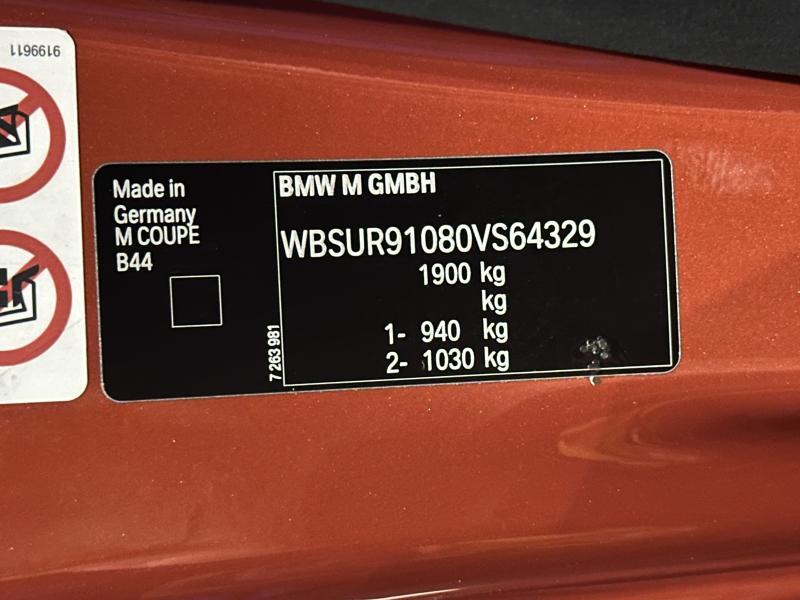 9199611
Made in
Germany
M COUPE
B44
BMW M GMBH
WBSUR91080VS64329
1900 kg
kg
1- 940 kg
2- 1030 kg
7 263 981